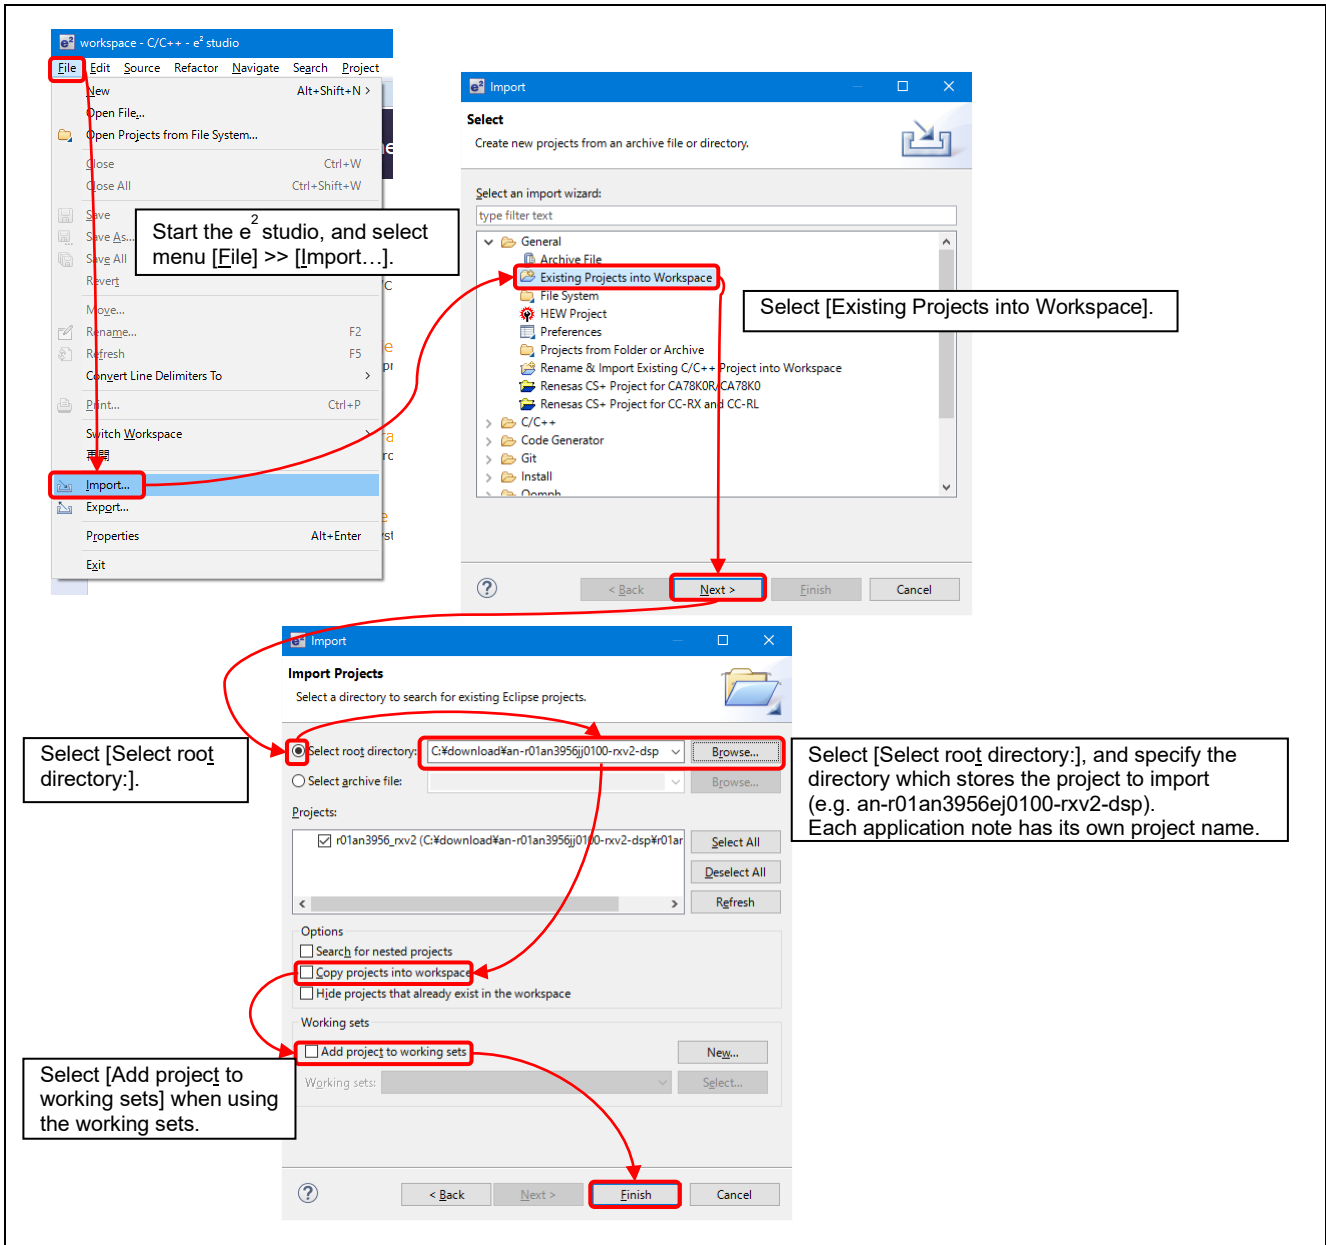 workspace - C/C++ - e² studio
File Edit Source Refactor Navigate Search Project
New Alt+Shift+N >
Open File...
Open Projects from File System...
Close Ctrl+W
Close All Ctrl+Shift+W
Save
Save As...
Save All
Revert
Move...
Rename... F2
Refresh F5
Convert Line Delimiters To >
Print... Ctrl+P
Switch Workspace >
再開
Import...
Export...
Properties Alt+Enter
Exit
Start the e² studio, and select
menu [File] >> [Import…].
e² Import
Select
Create new projects from an archive file or directory.
Select an import wizard:
type filter text
General
Archive File
Existing Projects into Workspace
File System
HEW Project
Preferences
Projects from Folder or Archive
Rename & Import Existing C/C++ Project into Workspace
Renesas CS+ Project for CA78K0R/CA78K0
Renesas CS+ Project for CC-RX and CC-RL
> C/C++
> Code Generator
> Git
> Install
> Oomph
? < Back Next > Finish Cancel
Select [Existing Projects into Workspace].
e² Import
Import Projects
Select a directory to search for existing Eclipse projects.
Select root directory: C:¥download¥an-r01an3956jj0100-rxv2-dsp Browse...
Select archive file: Browse...
Projects:
r01an3956_rxv2 (C:¥download¥an-r01an3956jj0100-rxv2-dsp¥r01ar
Select All
Deselect All
Refresh
Options
Search for nested projects
Copy projects into workspace
Hide projects that already exist in the workspace
Working sets
Add project to working sets New...
Working sets: Select...
? < Back Next > Finish Cancel
Select [Select root
directory:].
Select [Select root directory:], and specify the
directory which stores the project to import
(e.g. an-r01an3956ej0100-rxv2-dsp).
Each application note has its own project name.
Select [Add project to
working sets] when using
the working sets.